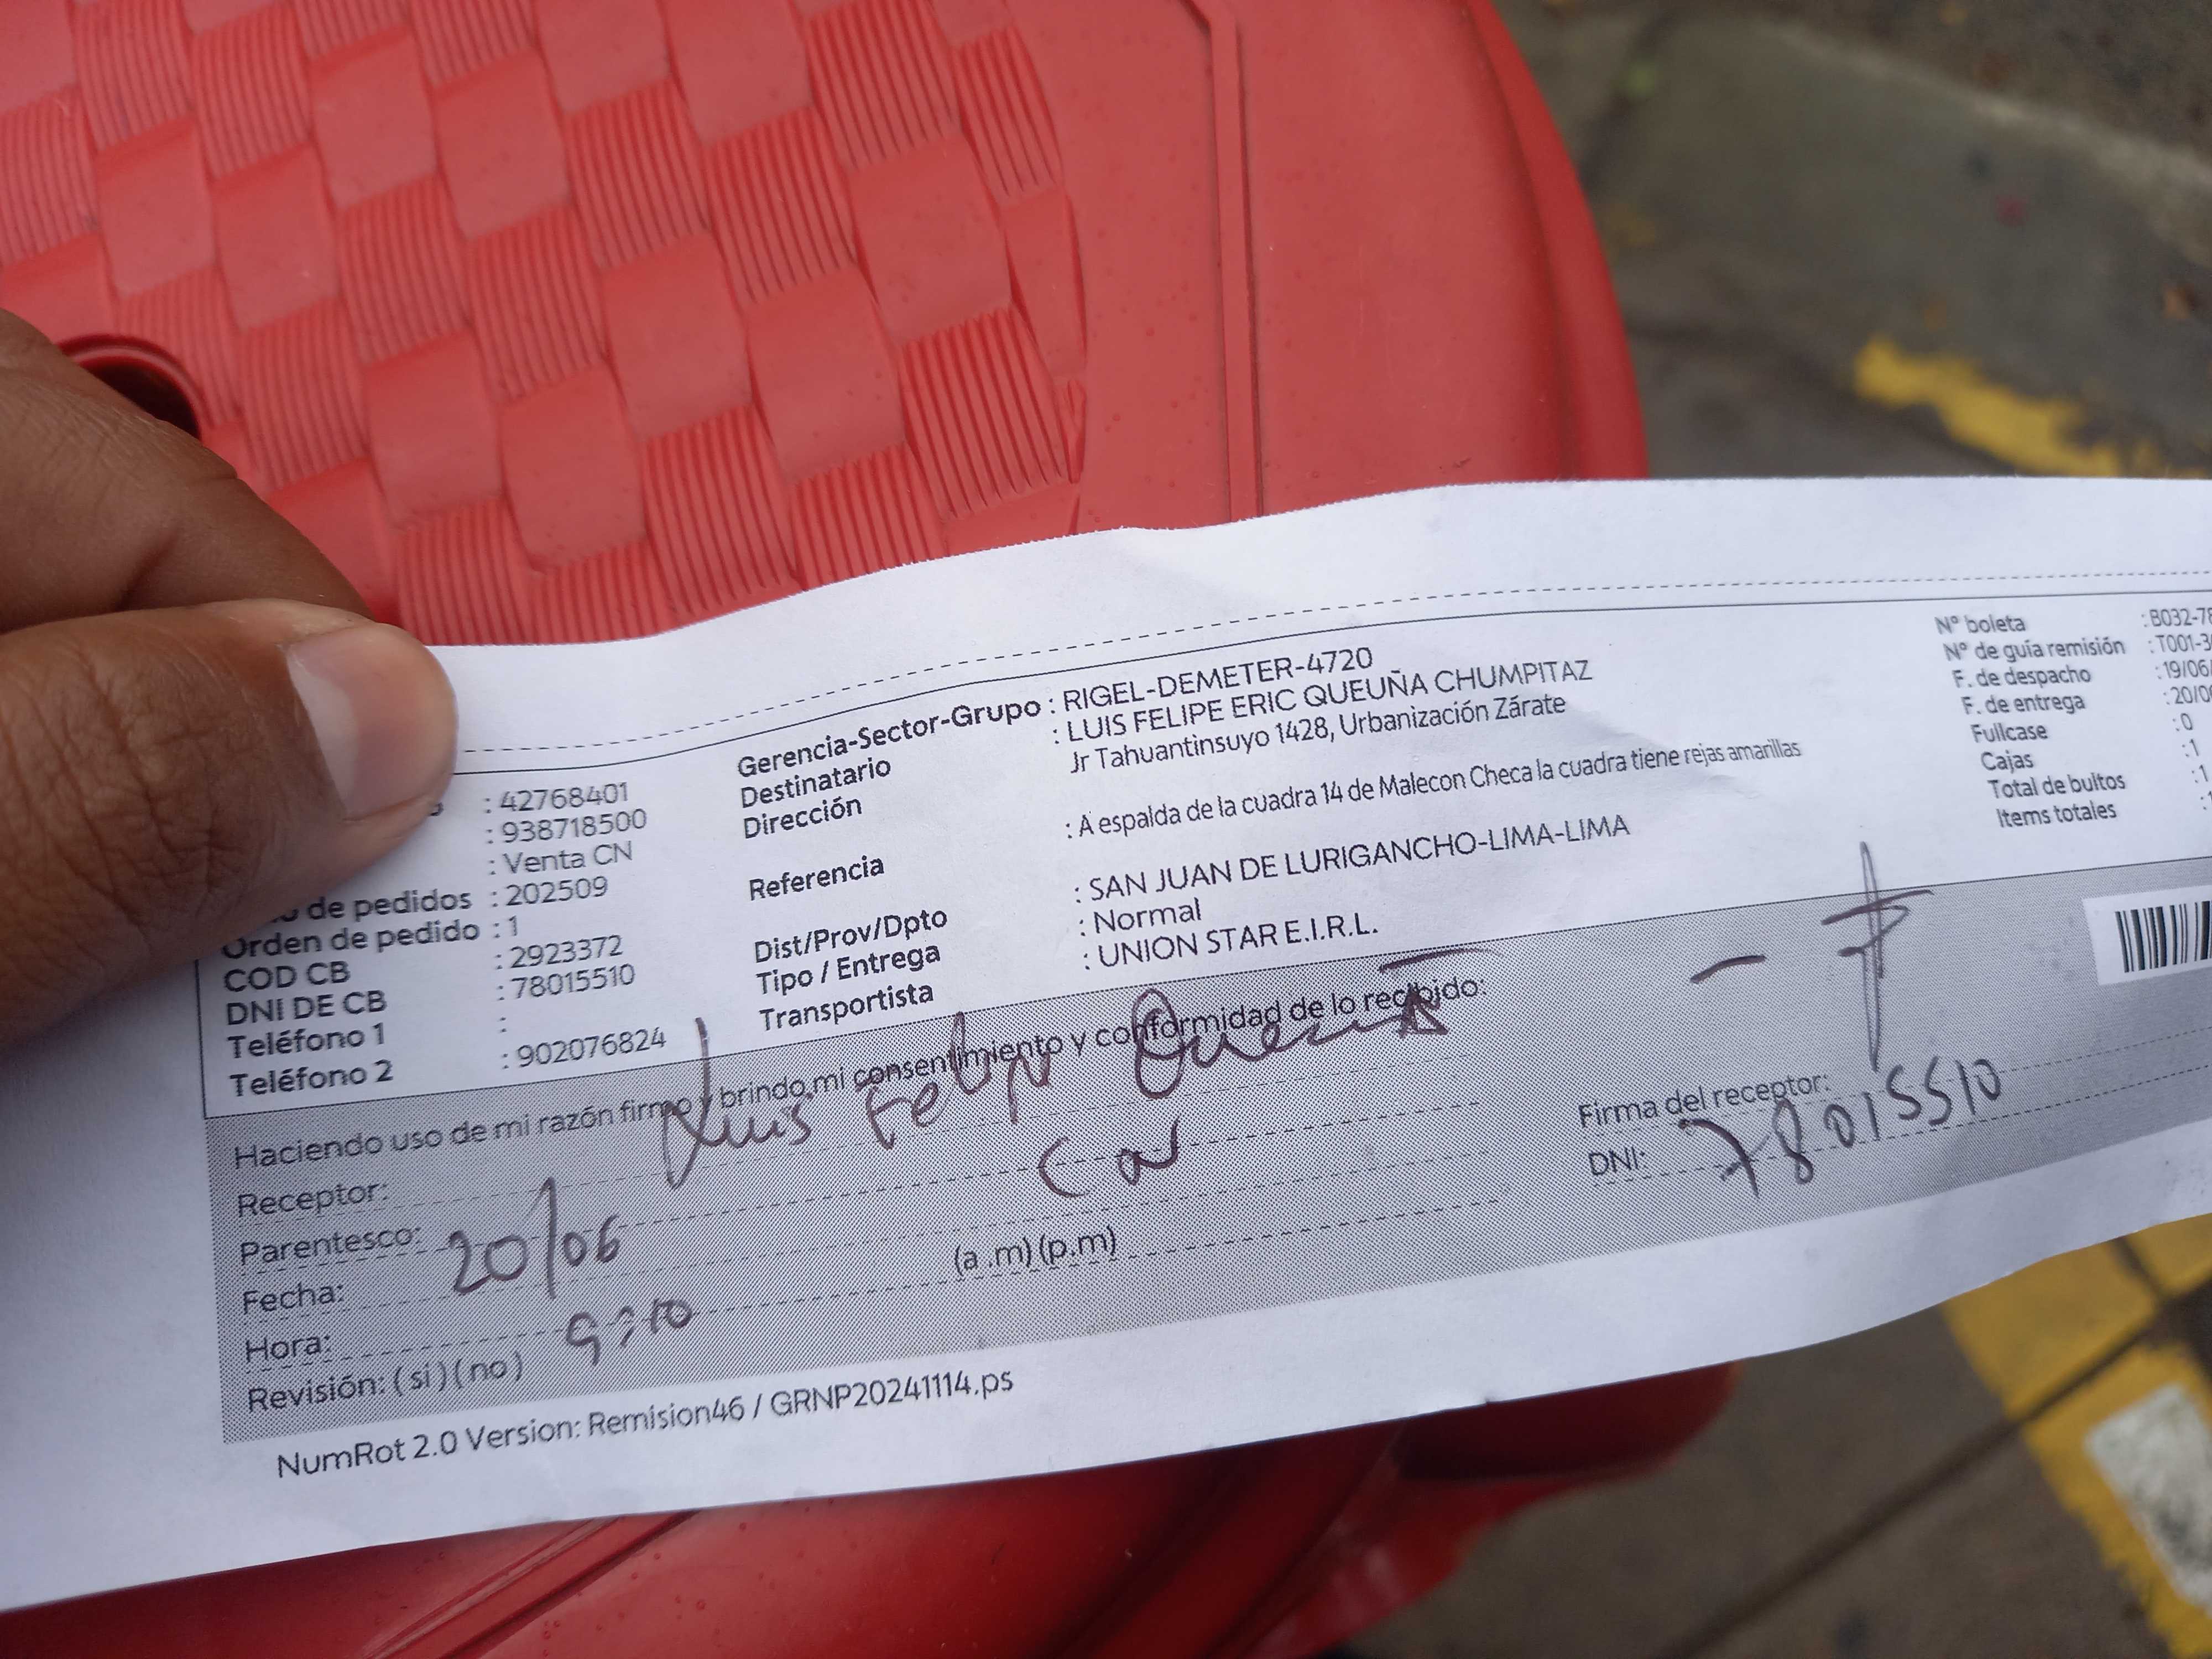 : 42768401
: 938718500
: Venta CN
de pedidos : 202509
Orden de pedido : 1
COD CB : 2923372
DNI DE CB : 78015510
Teléfono 1 :
Teléfono 2 : 902076824
Gerencia-Sector-Grupo : RIGEL-DEMETER-4720
Destinatario : LUIS FELIPE ERIC QUEUÑA CHUMPITAZ
Dirección Jr Tahuantinsuyo 1428, Urbanización Zárate
Referencia : A espalda de la cuadra 14 de Malecon Checa la cuadra tiene rejas amarillas
Dist/Prov/Dpto : SAN JUAN DE LURIGANCHO-LIMA-LIMA
Tipo / Entrega : Normal
Transportista : UNION STAR E.I.R.L.
N° boleta : B032-78
N° de guía remisión : T001-3
F. de despacho : 19/06/
F. de entrega : 20/0
Fullcase : 0
Cajas : 1
Total de bultos : 1
Items totales : 1
Haciendo uso de mi razón firmo y brindo mi consentimiento y conformidad de lo recibido:
Receptor: Luis Felip
Parentesco:
Fecha: 20/06
Hora: 9:10 (a .m) (p.m)
Revisión: ( si ) ( no )
Firma del receptor:
DNI: 78015510
NumRot 2.0 Version: Remision46 / GRNP20241114.ps